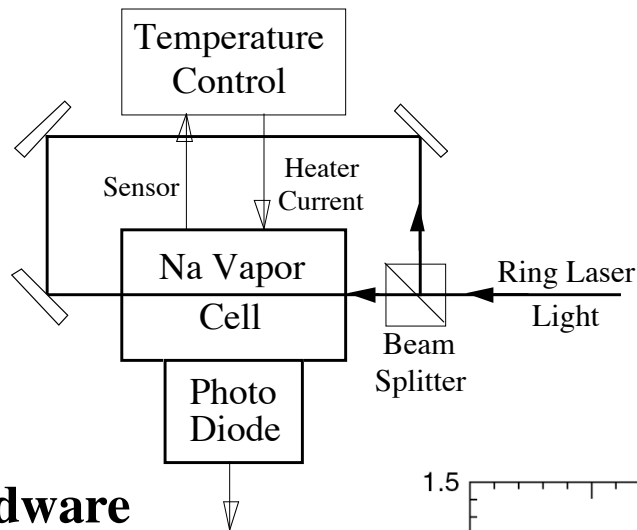 Temperature
Control
Sensor
Heater
Current
Na Vapor
Cell
Ring Laser
Light
Beam
Splitter
Photo
Diode
dware
1.5